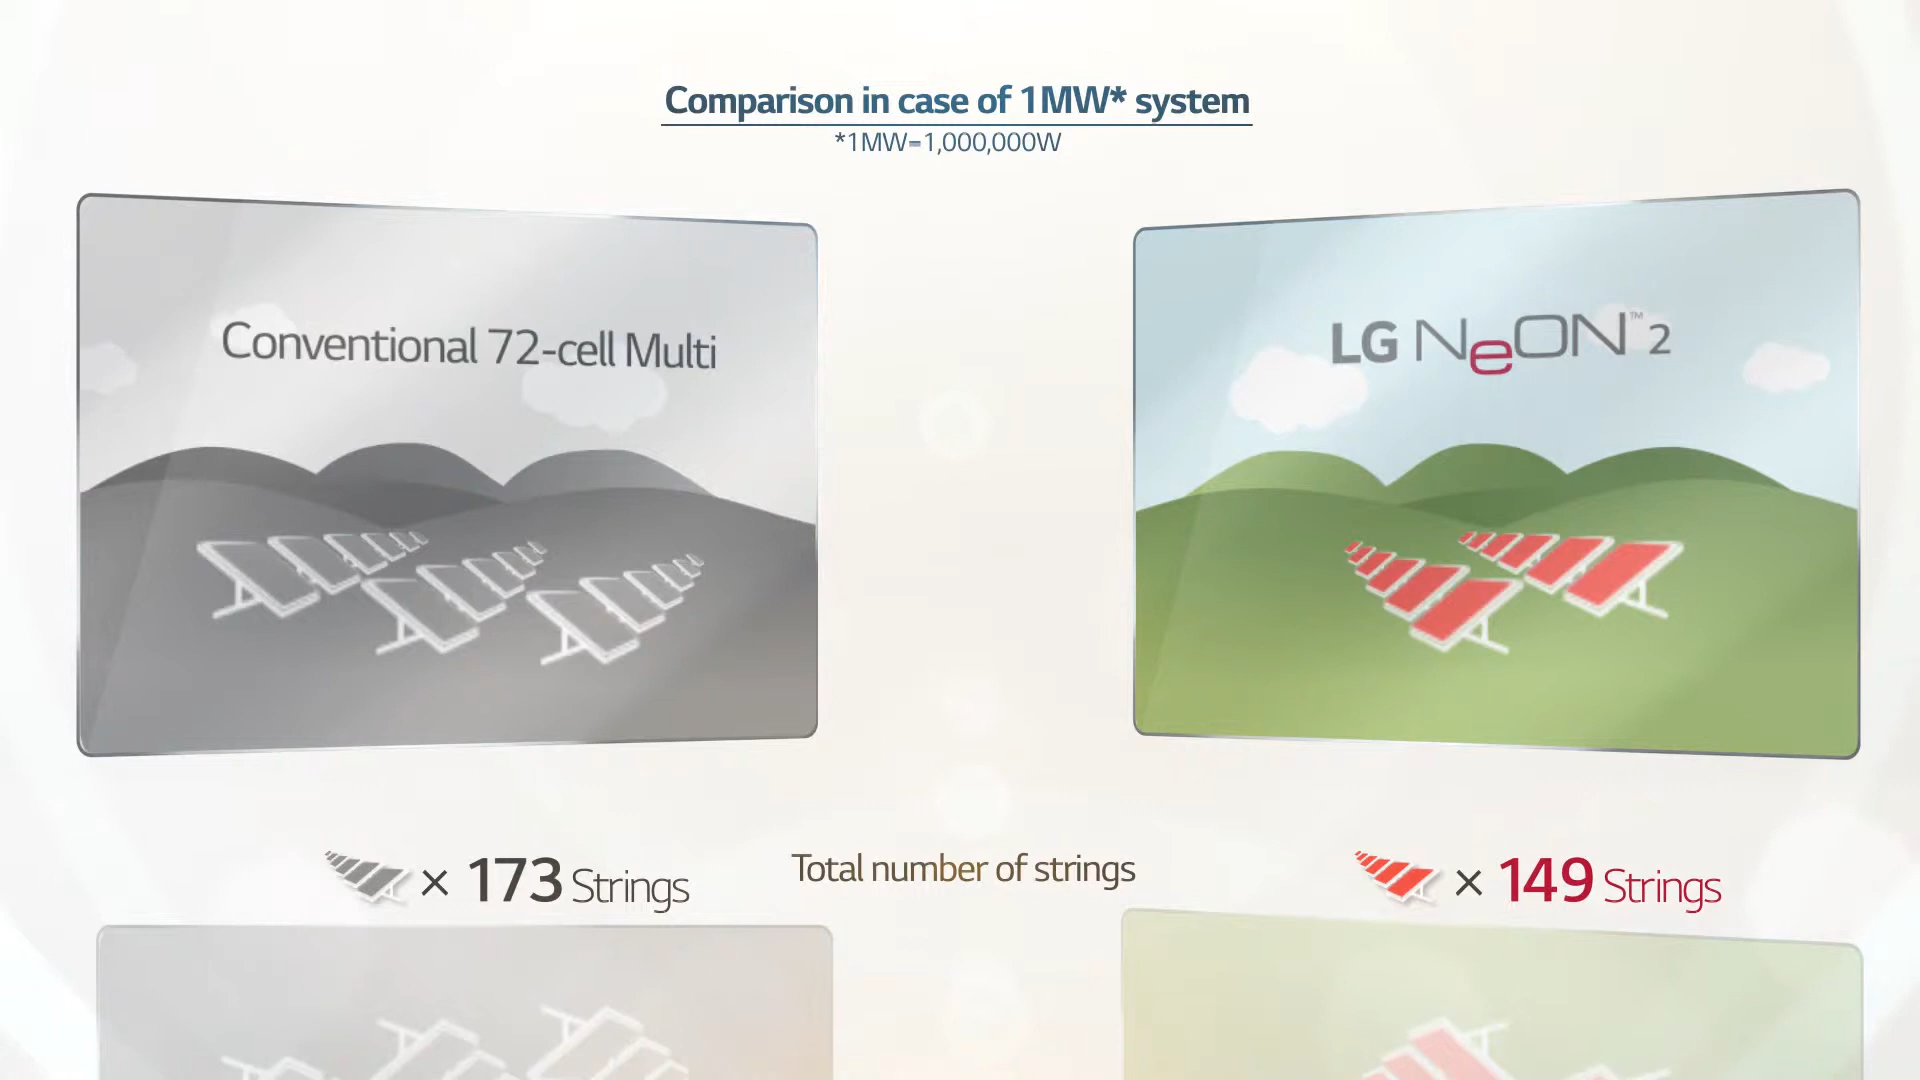 Comparison in case of 1MW* system
*1MW=1,000,000W
Conventional 72-cell Multi
LG NeON™ 2
× 173 Strings
Total number of strings
× 149 Strings